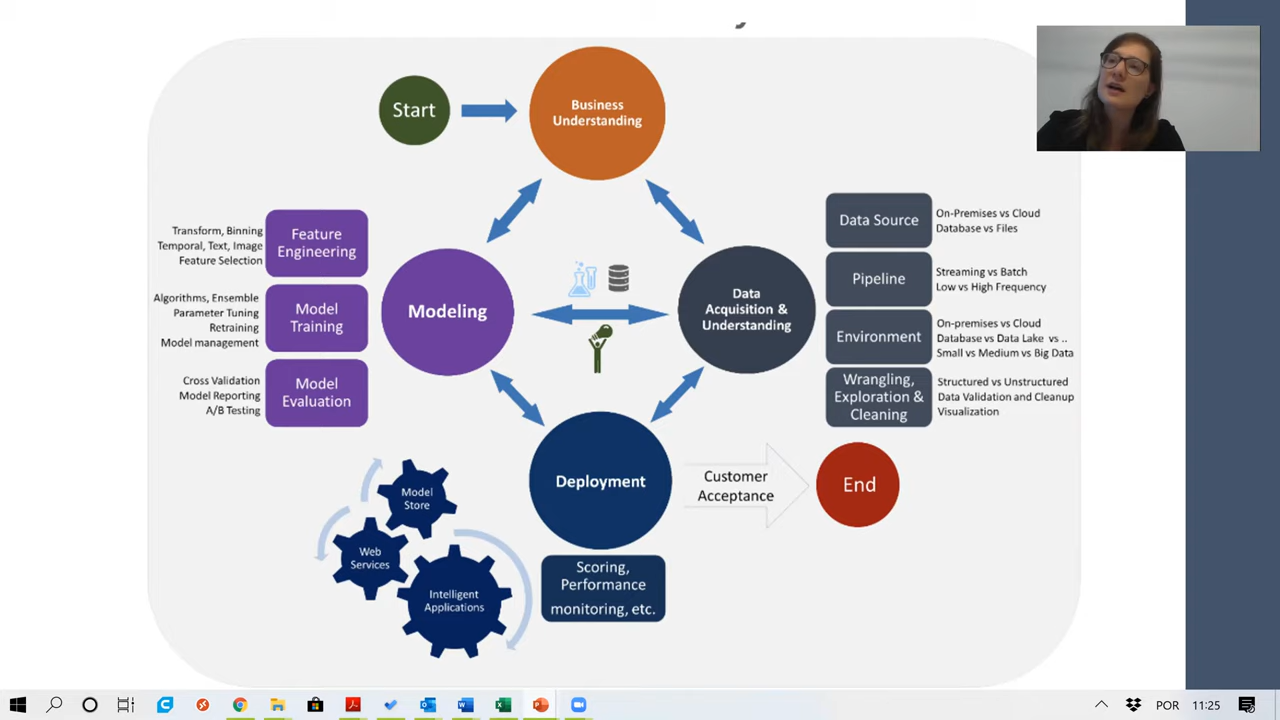 Start
Business
Understanding
Transform, Binning
Temporal, Text, Image
Feature Selection
Feature
Engineering
Algorithms, Ensemble
Parameter Tuning
Retraining
Model management
Model
Training
Cross Validation
Model Reporting
A/B Testing
Model
Evaluation
Modeling
Data
Acquisition &
Understanding
Data Source
On-Premises vs Cloud
Database vs Files
Pipeline
Streaming vs Batch
Low vs High Frequency
Environment
On-premises vs Cloud
Database vs Data Lake vs ..
Small vs Medium vs Big Data
Wrangling,
Exploration &
Cleaning
Structured vs Unstructured
Data Validation and Cleanup
Visualization
Deployment
Customer
Acceptance
End
Model
Store
Web
Services
Intelligent
Applications
Scoring,
Performance
monitoring, etc.
POR
11:25